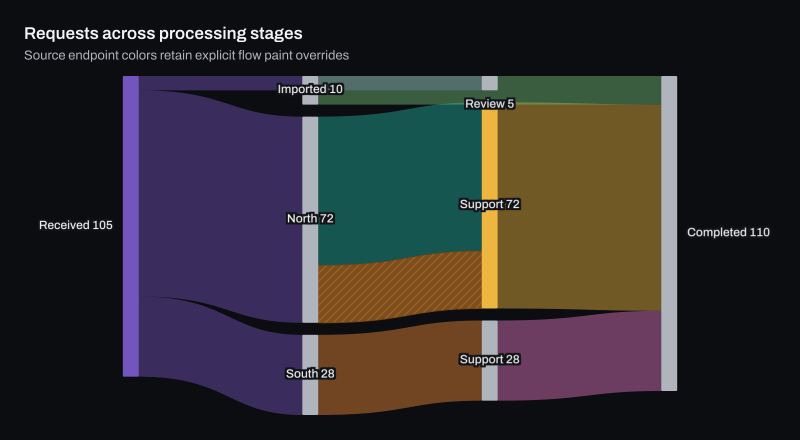 Requests across processing stages
Source endpoint colors retain explicit flow paint overrides
Imported 10
Review 5
Support 72
North 72
Received 105
Completed 110
Support 28
South 28